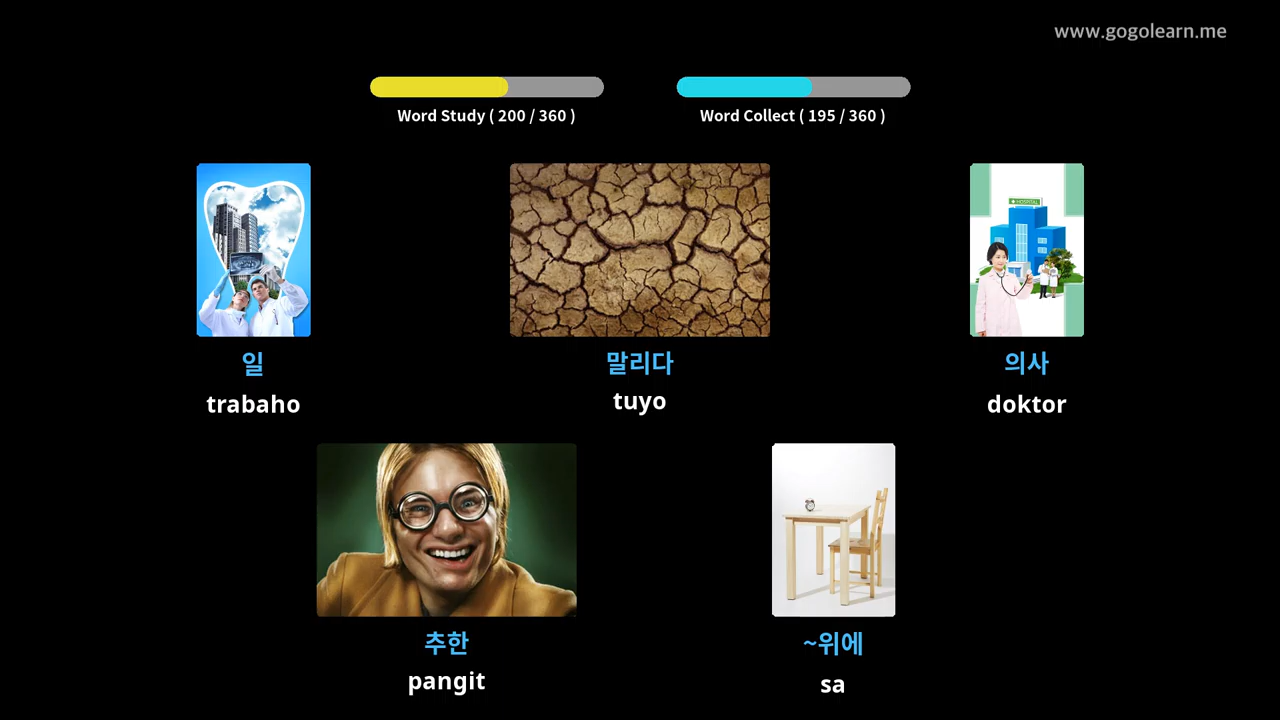 www.gogolearn.me
Word Study ( 200 / 360 )
Word Collect ( 195 / 360 )
HOSPITAL
일
말리다
의사
trabaho
tuyo
doktor
추한
~위에
pangit
sa